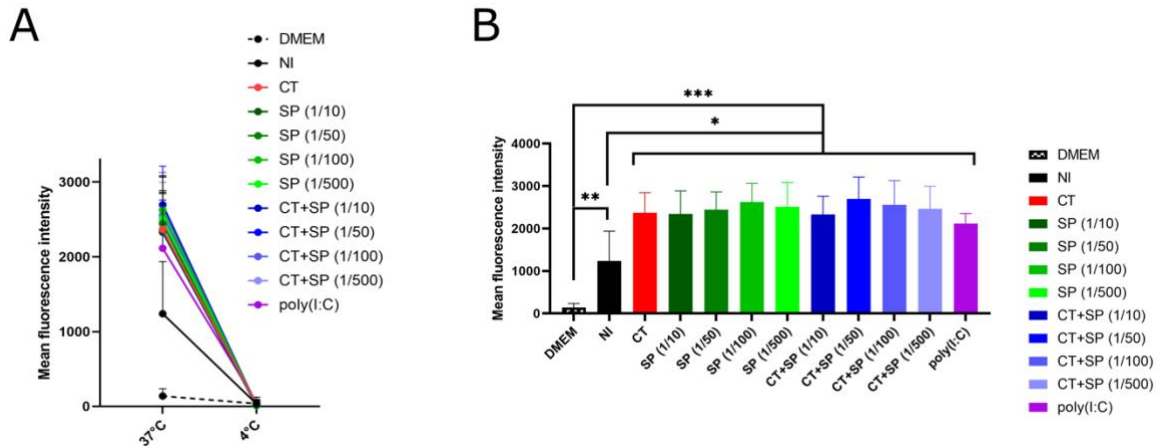 A
DMEM
NI
CT
SP (1/10)
SP (1/50)
SP (1/100)
SP (1/500)
CT+SP (1/10)
CT+SP (1/50)
CT+SP (1/100)
CT+SP (1/500)
poly(I:C)
Mean fluorescence intensity
3000
2000
1000
0
37°C
4°C
B
***
*
**
Mean fluorescence intensity
4000
3000
2000
1000
0
DMEM
NI
CT
SP (1/10)
SP (1/50)
SP (1/100)
SP (1/500)
CT+SP (1/10)
CT+SP (1/50)
CT+SP (1/100)
CT+SP (1/500)
poly(I:C)
DMEM
NI
CT
SP (1/10)
SP (1/50)
SP (1/100)
SP (1/500)
CT+SP (1/10)
CT+SP (1/50)
CT+SP (1/100)
CT+SP (1/500)
poly(I:C)